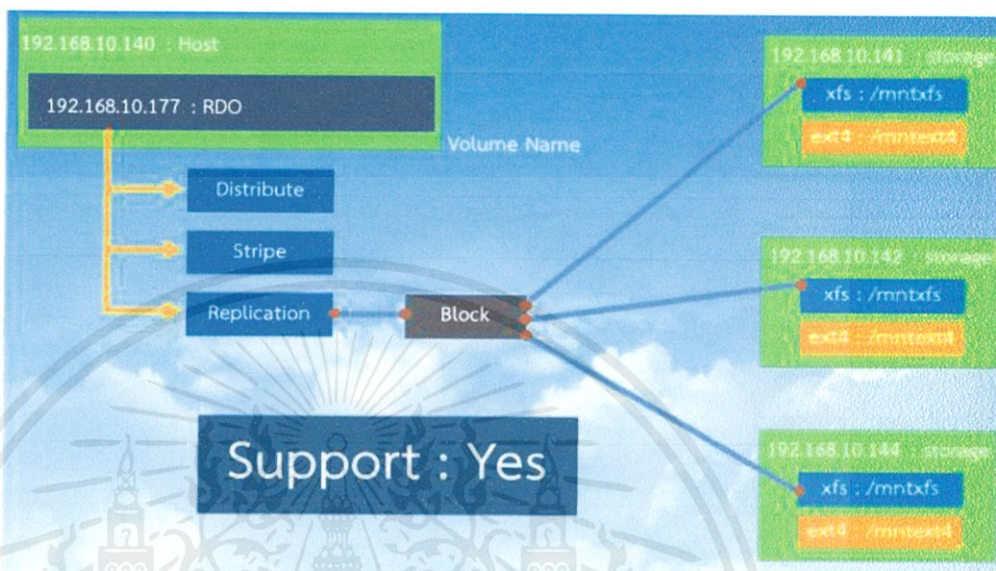 192.168.10.140 : Host
192.168.10.177 : RDO
Volume Name
Distribute
Stripe
Replication
Block
Support : Yes
192.168.10.141 : storage
xfs : /mntxfs
ext4 : /mntext4
192.168.10.142 : storage
xfs : /mntxfs
ext4 : /mntext4
192.168.10.144 : storage
xfs : /mntxfs
ext4 : /mntext4